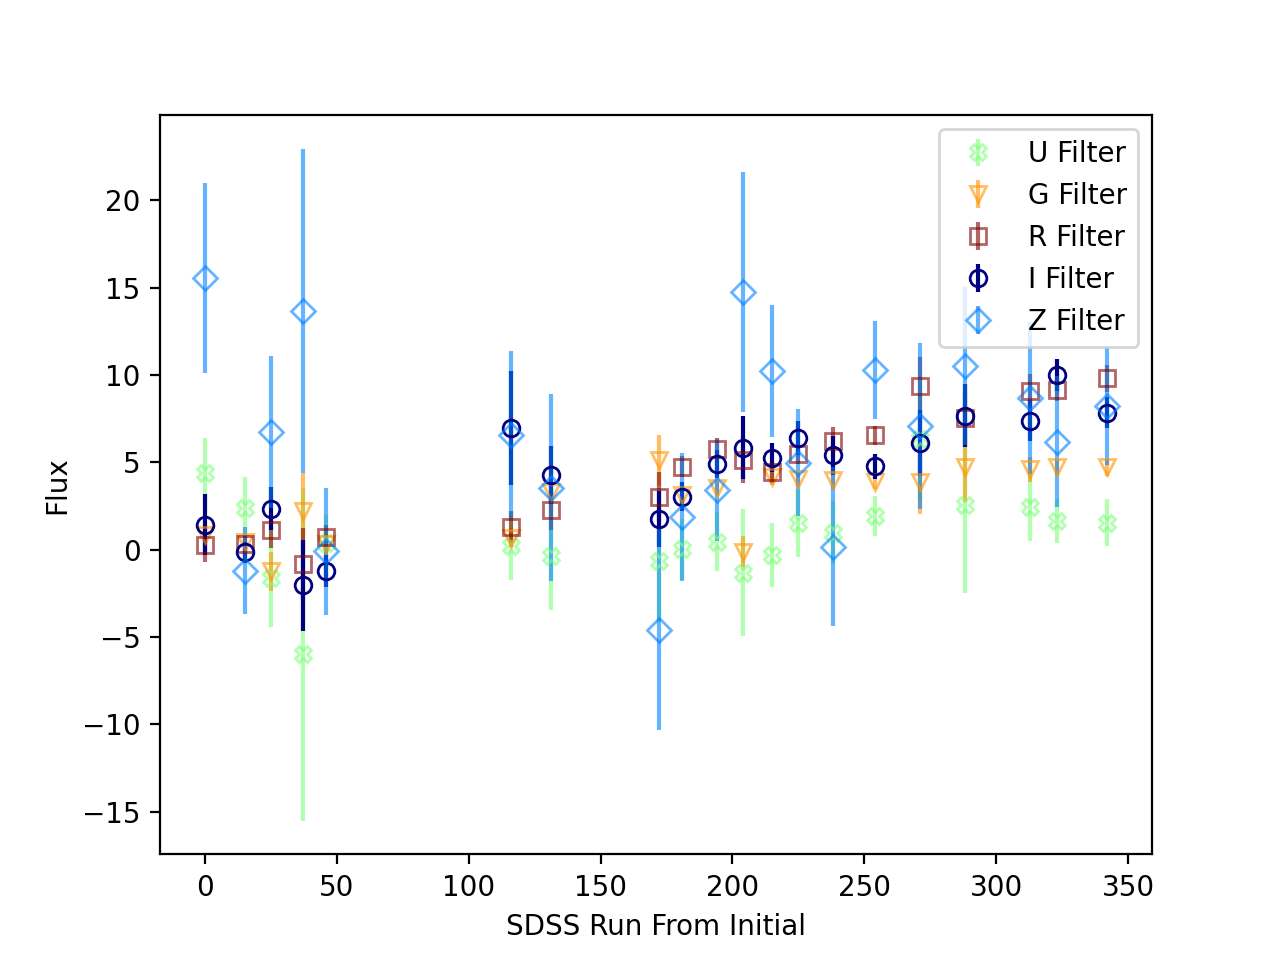 U Filter
G Filter
R Filter
I Filter
Z Filter
20
15
10
5
0
−5
−10
−15
Flux
0 50 100 150 200 250 300 350
SDSS Run From Initial